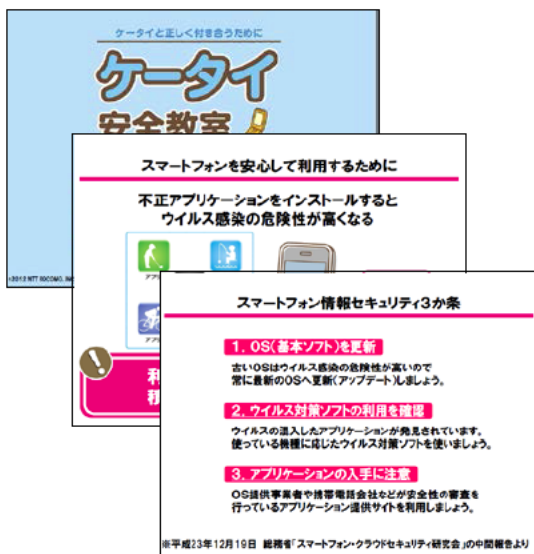 ケータイと正しく付き合うために
ケータイ
安全教室
スマートフォンを安心して利用するために
不正アプリケーションをインストールすると
ウイルス感染の危険性が高くなる
スマートフォン情報セキュリティ3か条
1. OS(基本ソフト)を更新
古いOSはウイルス感染の危険性が高いので
常に最新のOSへ更新(アップデート)しましょう。
2. ウイルス対策ソフトの利用を確認
ウイルスの混入したアプリケーションが発見されています。
使っている機種に応じたウイルス対策ソフトを使いましょう。
3. アプリケーションの入手に注意
OS提供事業者や携帯電話会社などが安全性の審査を
行っているアプリケーション提供サイトを利用しましょう。
※平成23年12月19日 総務省「スマートフォン・クラウドセキュリティ研究会」の中間報告より